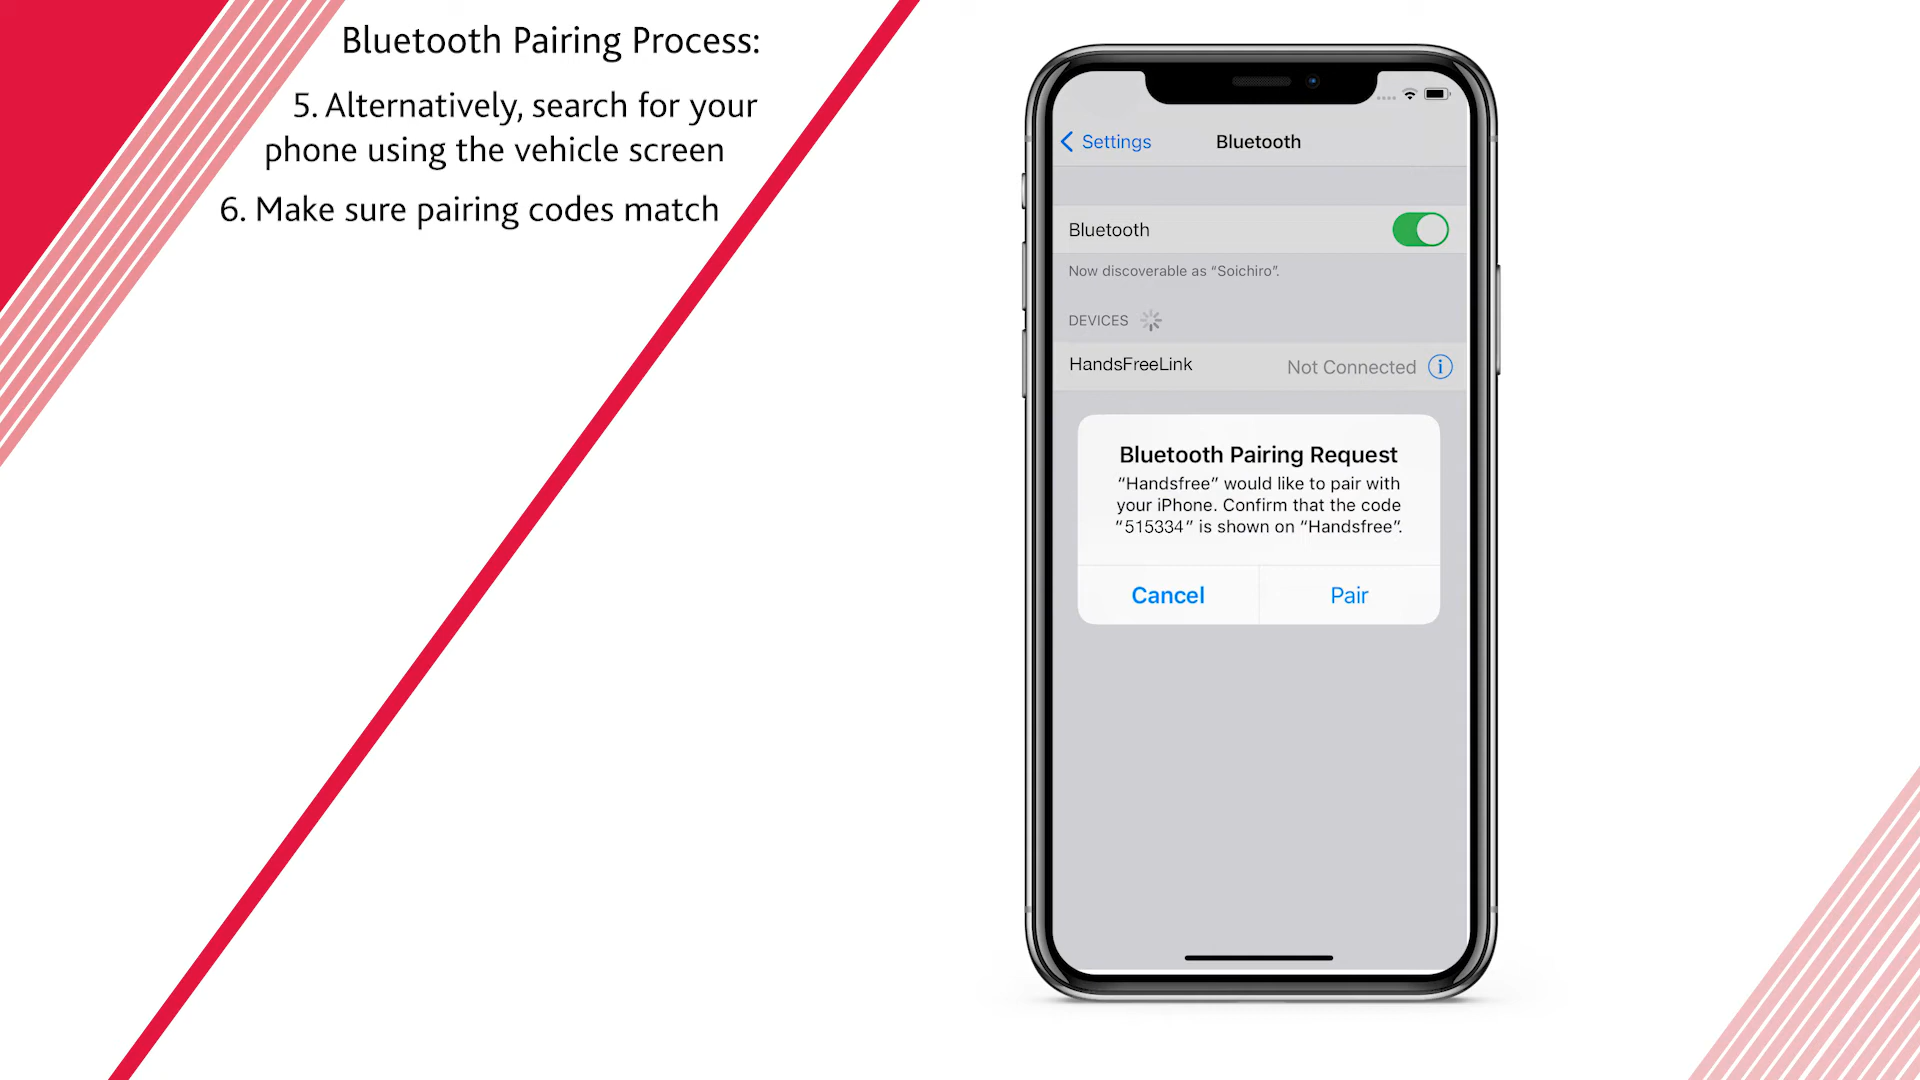 Bluetooth Pairing Process:
5. Alternatively, search for your
phone using the vehicle screen
6. Make sure pairing codes match
Settings
Bluetooth
Bluetooth
Now discoverable as “Soichiro”.
DEVICES
HandsFreeLink
Not Connected
Bluetooth Pairing Request
“Handsfree” would like to pair with
your iPhone. Confirm that the code
“515334” is shown on “Handsfree”.
Cancel
Pair